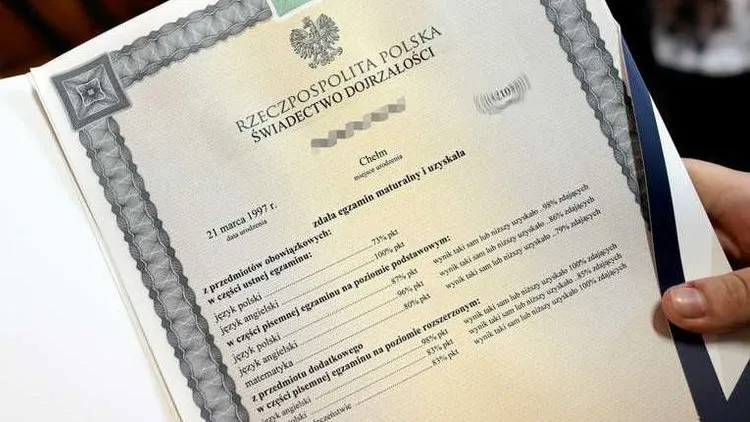 RZECZPOSPOLITA POLSKA
ŚWIADECTWO DOJRZAŁOŚCI
Chełm
miejsce urodzenia
21 marca 1997 r.
data urodzenia
zdała egzamin maturalny i uzyskała
z przedmiotów obowiązkowych:
w części ustnej egzaminu:
język polski 73% pkt
język angielski 100% pkt
w części pisemnej egzaminu na poziomie podstawowym:
język polski 87% pkt wynik taki sam lub niższy uzyskało 98% zdających
język angielski 96% pkt wynik taki sam lub niższy uzyskało 86% zdających
matematyka 80% pkt wynik taki sam lub niższy uzyskało 79% zdających
z przedmiotu dodatkowego
w części pisemnej egzaminu na poziomie rozszerzonym:
język angielski 98% pkt wynik taki sam lub niższy uzyskało 100% zdających
język polski 83% pkt wynik taki sam lub niższy uzyskało 85% zdających
83% pkt wynik taki sam lub niższy uzyskało 100% zdających